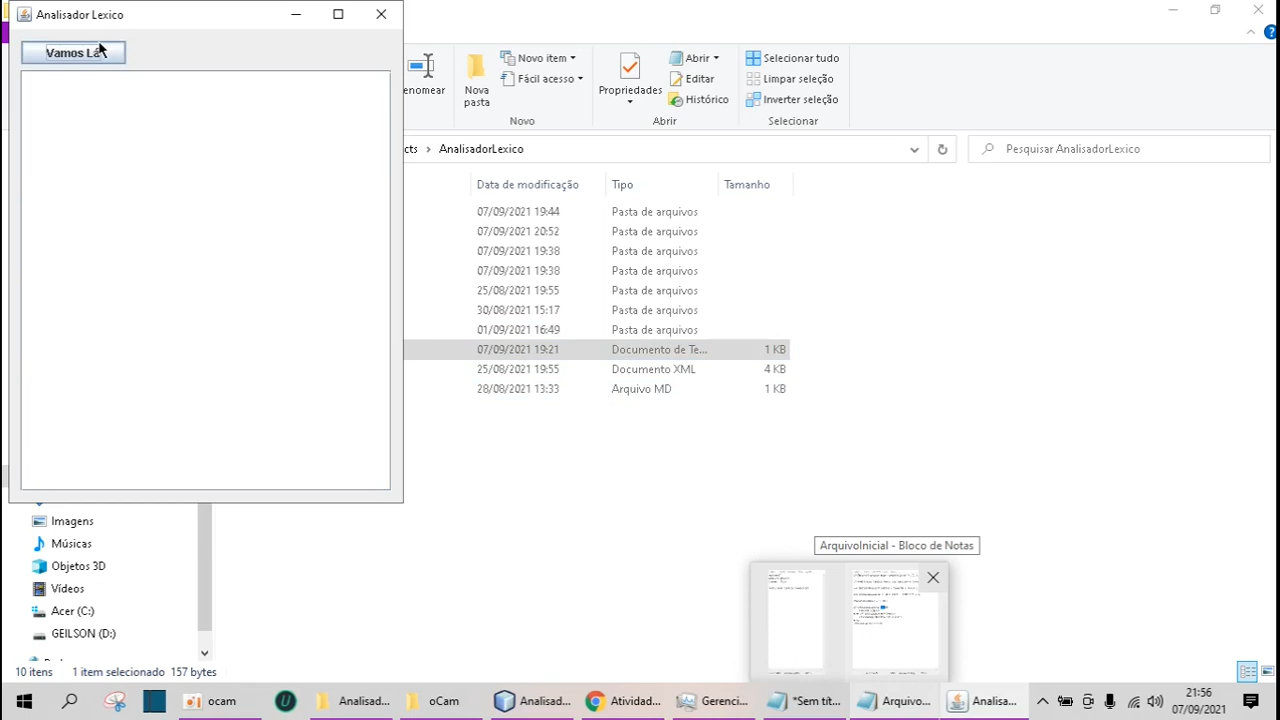 Analisador Lexico
Vamos Lá
enomear
Nova
pasta
Novo item
Fácil acesso
Novo
Propriedades
Abrir
Editar
Histórico
Abrir
Selecionar tudo
Limpar seleção
Inverter seleção
Selecionar
cts > AnalisadorLexico
Pesquisar AnalisadorLexico
Data de modificação Tipo Tamanho
07/09/2021 19:44 Pasta de arquivos
07/09/2021 20:52 Pasta de arquivos
07/09/2021 19:38 Pasta de arquivos
07/09/2021 19:38 Pasta de arquivos
25/08/2021 19:55 Pasta de arquivos
30/08/2021 15:17 Pasta de arquivos
01/09/2021 16:49 Pasta de arquivos
07/09/2021 19:21 Documento de Te... 1 KB
25/08/2021 19:55 Documento XML 4 KB
28/08/2021 13:33 Arquivo MD 1 KB
Imagens
Músicas
Objetos 3D
Vídeos
Acer (C:)
GEILSON (D:)
ArquivoInicial - Bloco de Notas
10 itens 1 item selecionado 157 bytes
ocam
Analisad...
oCam
Analisad...
Atividad...
Gerenci...
*Sem tít...
Arquivo...
Analisa...
21:56
07/09/2021